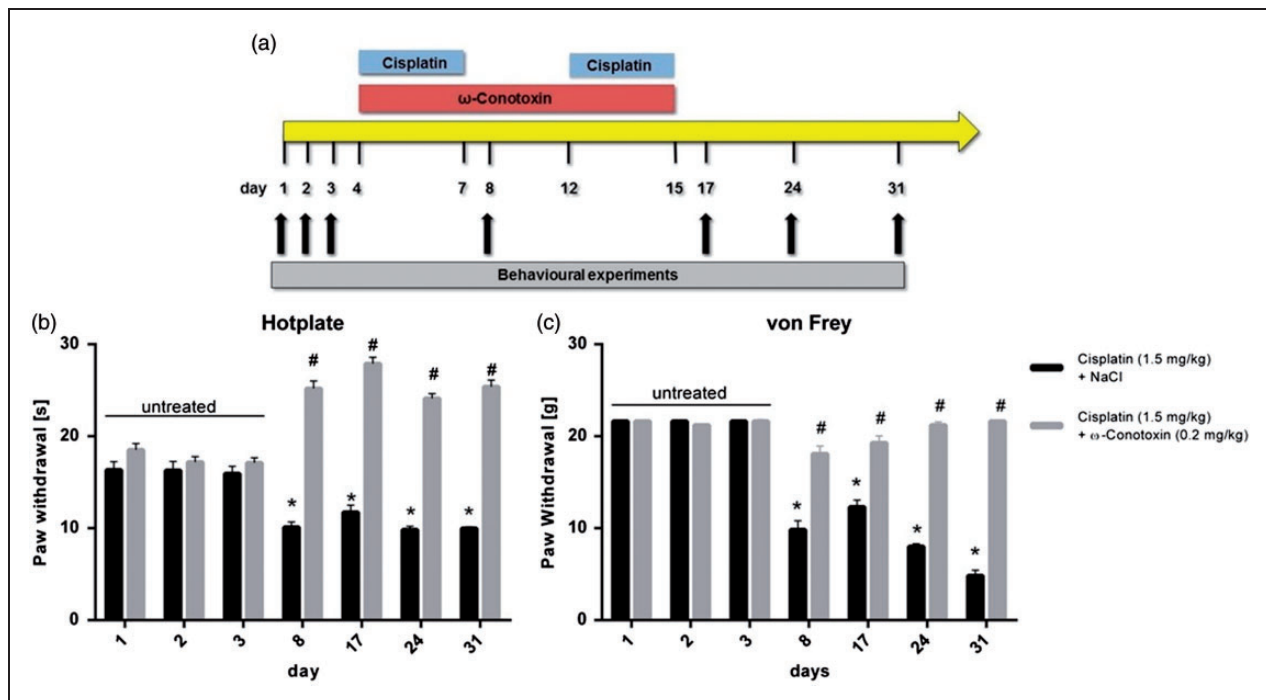 (a)
Cisplatin Cisplatin
ω-Conotoxin
day 1 2 3 4 7 8 12 15 17 24 31
Behavioural experiments
(b) Hotplate
30
20
10
0
Paw withdrawal [s]
untreated
# # # #
* * * *
1 2 3 8 17 24 31
day
(c) von Frey
30
20
10
0
Paw Withdrawal [g]
untreated
# # # #
* * * *
1 2 3 8 17 24 31
days
Cisplatin (1.5 mg/kg)
+ NaCl
Cisplatin (1.5 mg/kg)
+ ω-Conotoxin (0.2 mg/kg)